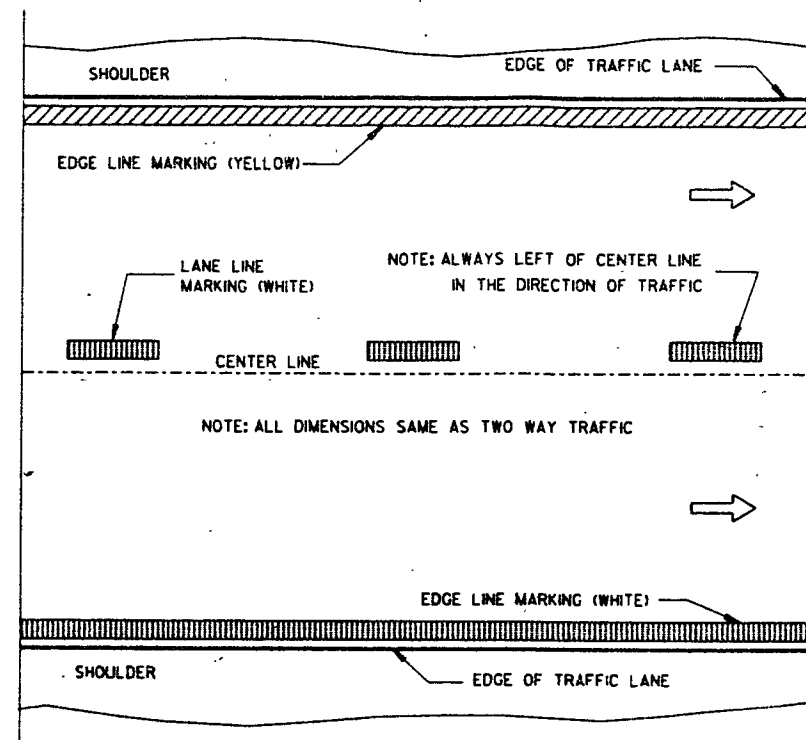 SHOULDER
EDGE OF TRAFFIC LANE
EDGE LINE MARKING (YELLOW)
LANE LINE
MARKING (WHITE)
NOTE: ALWAYS LEFT OF CENTER LINE
IN THE DIRECTION OF TRAFFIC
CENTER LINE
NOTE: ALL DIMENSIONS SAME AS TWO WAY TRAFFIC
EDGE LINE MARKING (WHITE)
SHOULDER
EDGE OF TRAFFIC LANE